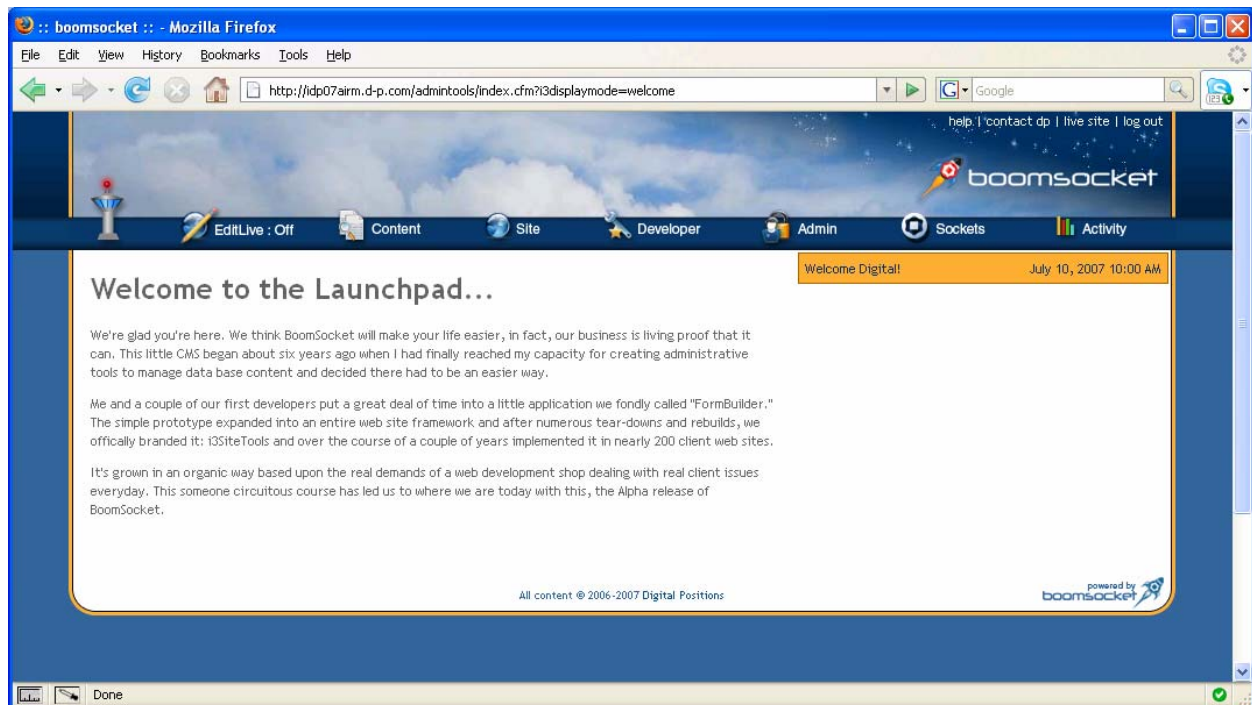 :: boomsocket :: - Mozilla Firefox
File Edit View History Bookmarks Tools Help
http://idp07airm.d-p.com/admintools/index.cfm?i3displaymode=welcome
G Google
123
help | contact dp | live site | log out
boomsocket
EditLive : Off Content Site Developer Admin Sockets Activity
Welcome Digital! July 10, 2007 10:00 AM
Welcome to the Launchpad...
We're glad you're here. We think BoomSocket will make your life easier, in fact, our business is living proof that it
can. This little CMS began about six years ago when I had finally reached my capacity for creating administrative
tools to manage data base content and decided there had to be an easier way.
Me and a couple of our first developers put a great deal of time into a little application we fondly called "FormBuilder."
The simple prototype expanded into an entire web site framework and after numerous tear-downs and rebuilds, we
offically branded it: i3SiteTools and over the course of a couple of years implemented it in nearly 200 client web sites.
It's grown in an organic way based upon the real demands of a web development shop dealing with real client issues
everyday. This someone circuitous course has led us to where we are today with this, the Alpha release of
BoomSocket.
All content © 2006-2007 Digital Positions
powered by
boomsocket
Done